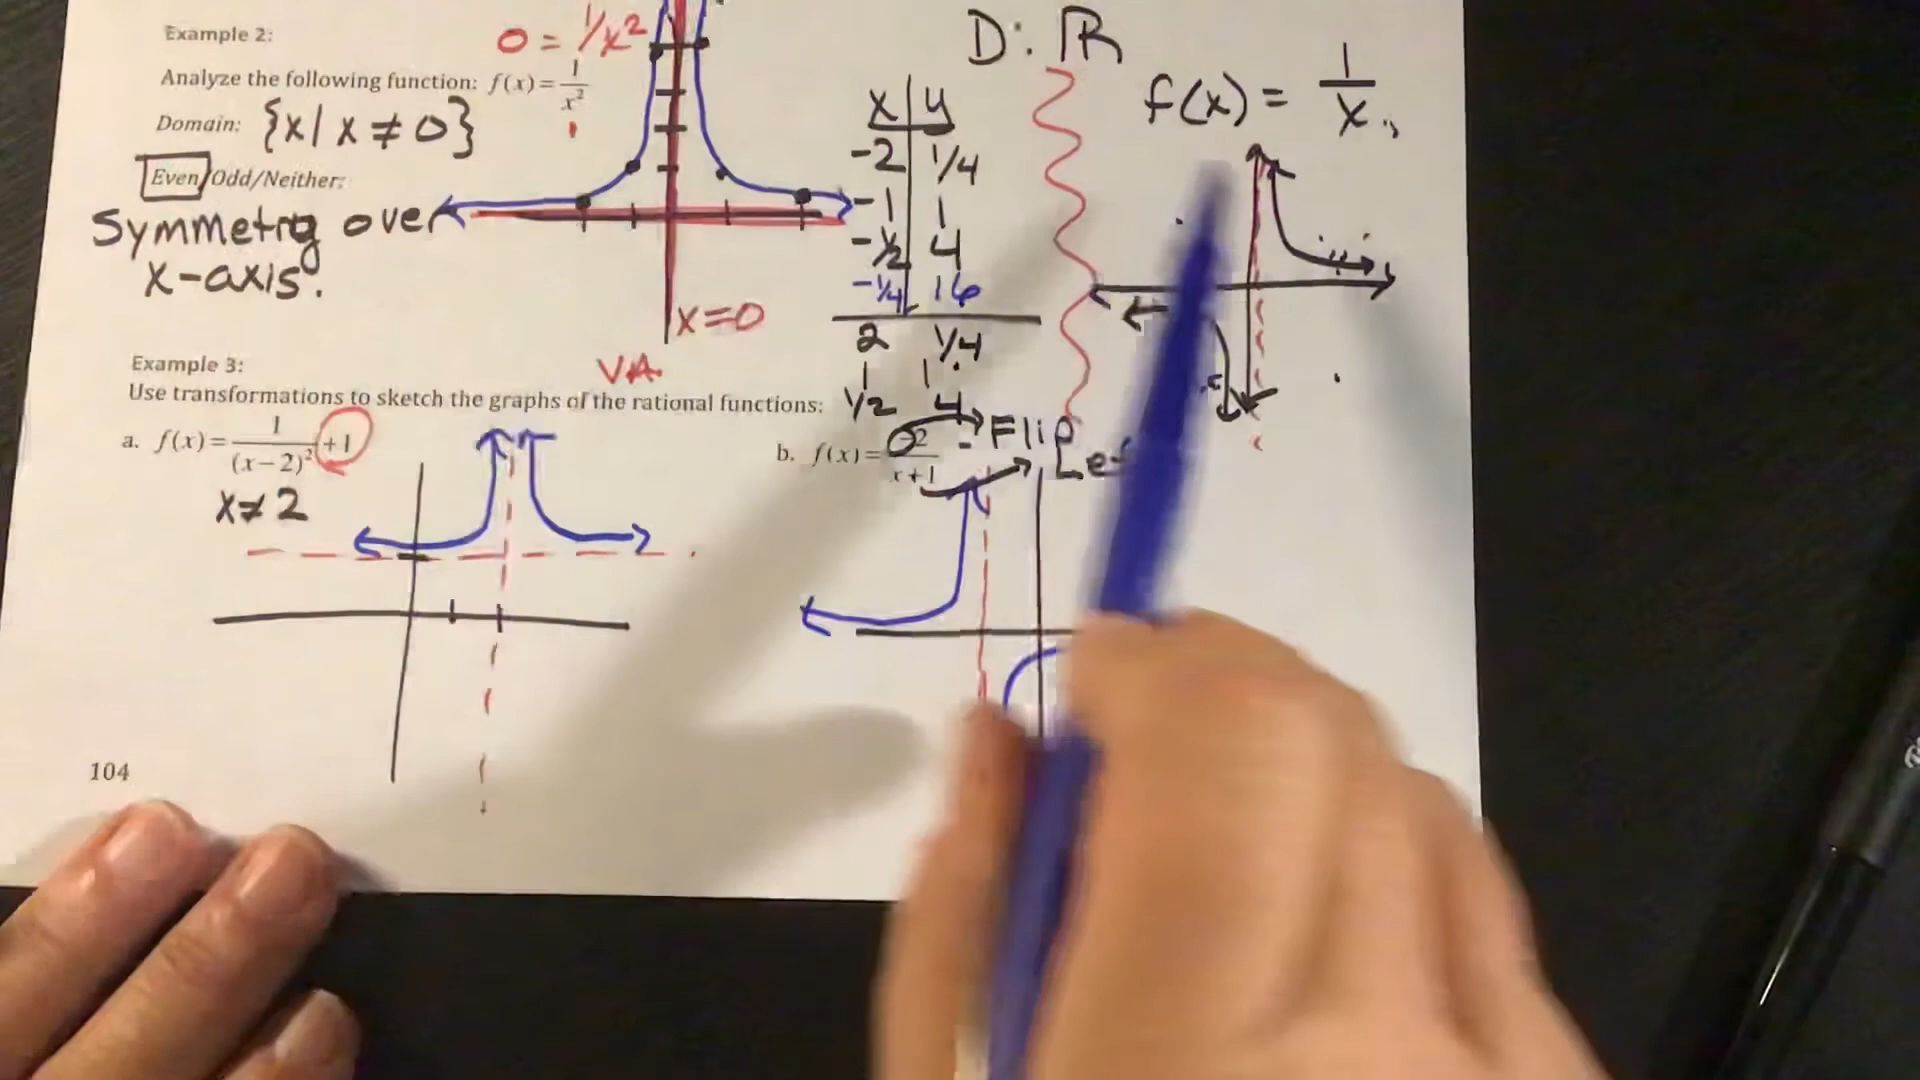 Example 2:
0 = 1/x²
Analyze the following function: f(x) = 1/x²
Domain: {x | x ≠ 0}
Even/Odd/Neither:
Symmetry over
x-axis.
x=0
VA
x | y
-2 | 1/4
-1 | 1
-1/2 | 4
-1/4 | 16
2 | 1/4
1 | 1
1/2 | 4
D: ℝ
f(x) = 1/x
Example 3:
Use transformations to sketch the graphs of the rational functions:
a. f(x) = 1/(x−2)² +1
x≠2
b. f(x) = −2/x+1
- Flip
104